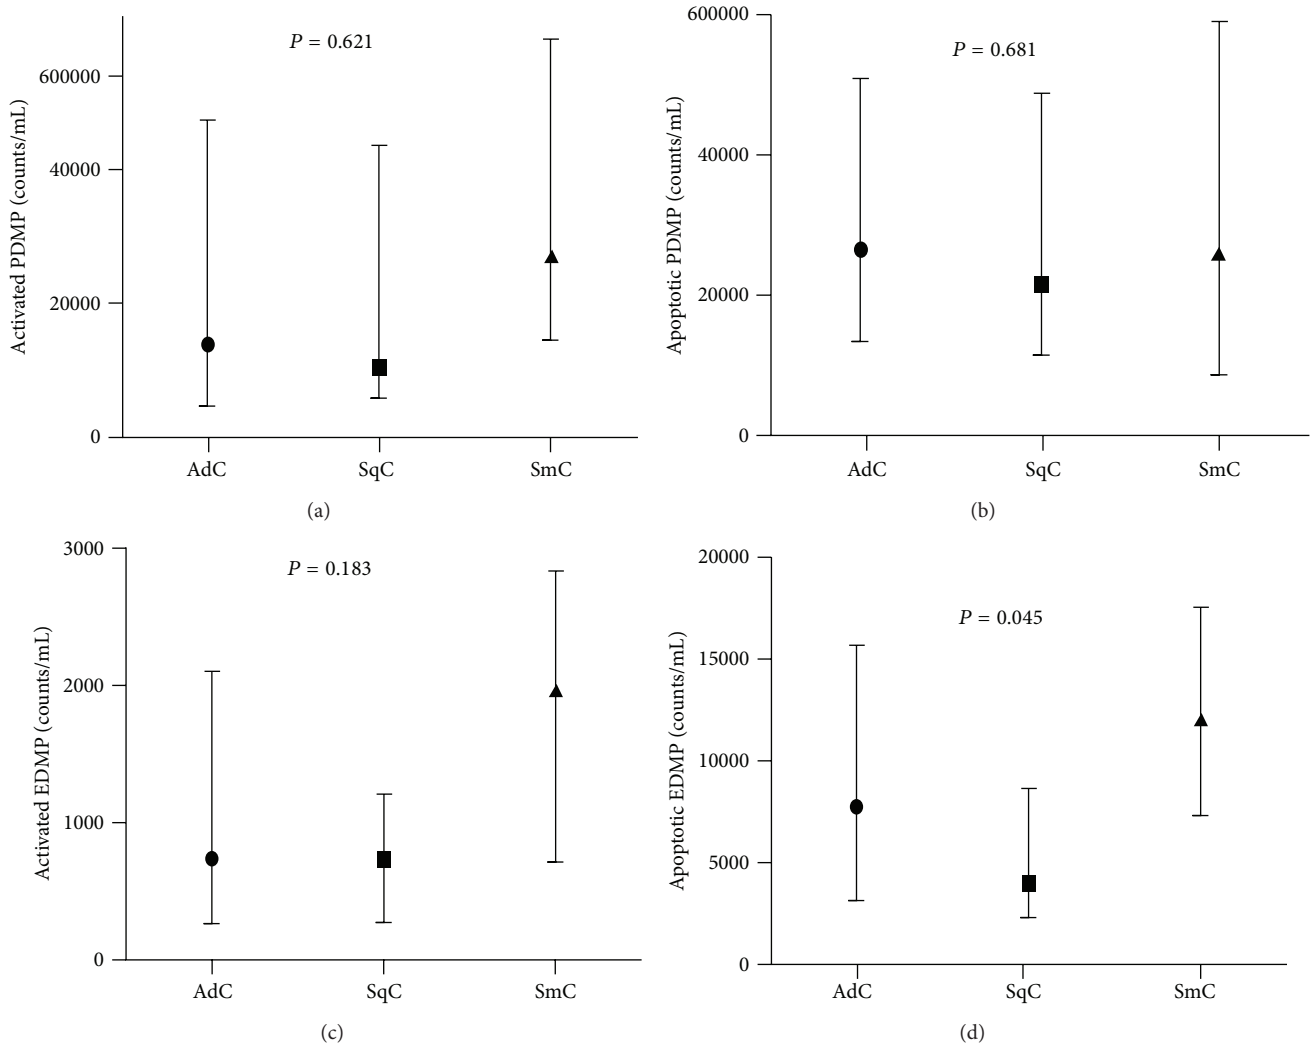 P = 0.621
Activated PDMP (counts/mL)
600000
40000
20000
0
AdC SqC SmC
(a)
P = 0.681
Apoptotic PDMP (counts/mL)
600000
40000
20000
0
AdC SqC SmC
(b)
P = 0.183
Activated EDMP (counts/mL)
3000
2000
1000
0
AdC SqC SmC
(c)
P = 0.045
Apoptotic EDMP (counts/mL)
20000
15000
10000
5000
0
AdC SqC SmC
(d)